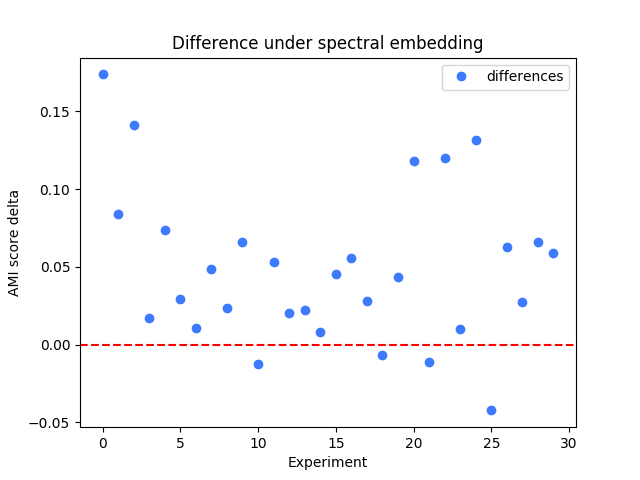 Difference under spectral embedding
differences
AMI score delta
0.15
0.10
0.05
0.00
−0.05
0 5 10 15 20 25 30
Experiment